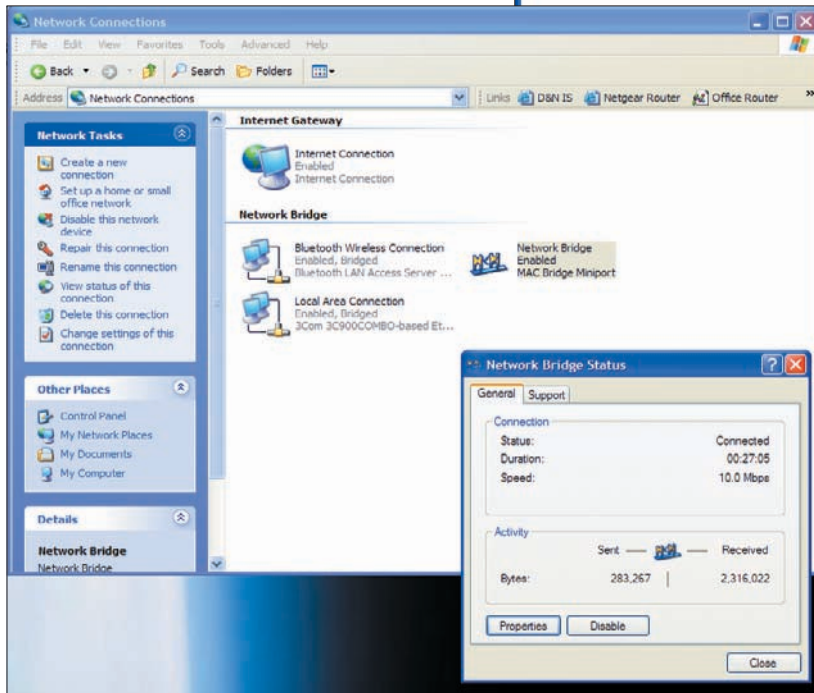 Network Connections
File Edit View Favorites Tools Advanced Help
Back Search Folders
Address Network Connections Links D&N IS Netgear Router Office Router »
Network Tasks
Create a new
connection
Set up a home or small
office network
Disable this network
device
Repair this connection
Rename this connection
View status of this
connection
Delete this connection
Change settings of this
connection
Other Places
Control Panel
My Network Places
My Documents
My Computer
Details
Network Bridge
Network Bridge
Internet Gateway
Internet Connection
Enabled
Internet Connection
Network Bridge
Bluetooth Wireless Connection
Enabled, Bridged
Bluetooth LAN Access Server ...
Network Bridge
Enabled
MAC Bridge Miniport
Local Area Connection
Enabled, Bridged
3Com 3C900COMBO-based Et...
Network Bridge Status
General Support
Connection
Status: Connected
Duration: 00:27:05
Speed: 10.0 Mbps
Activity
Sent — — Received
Bytes: 283,267 | 2,316,022
Properties Disable
Close